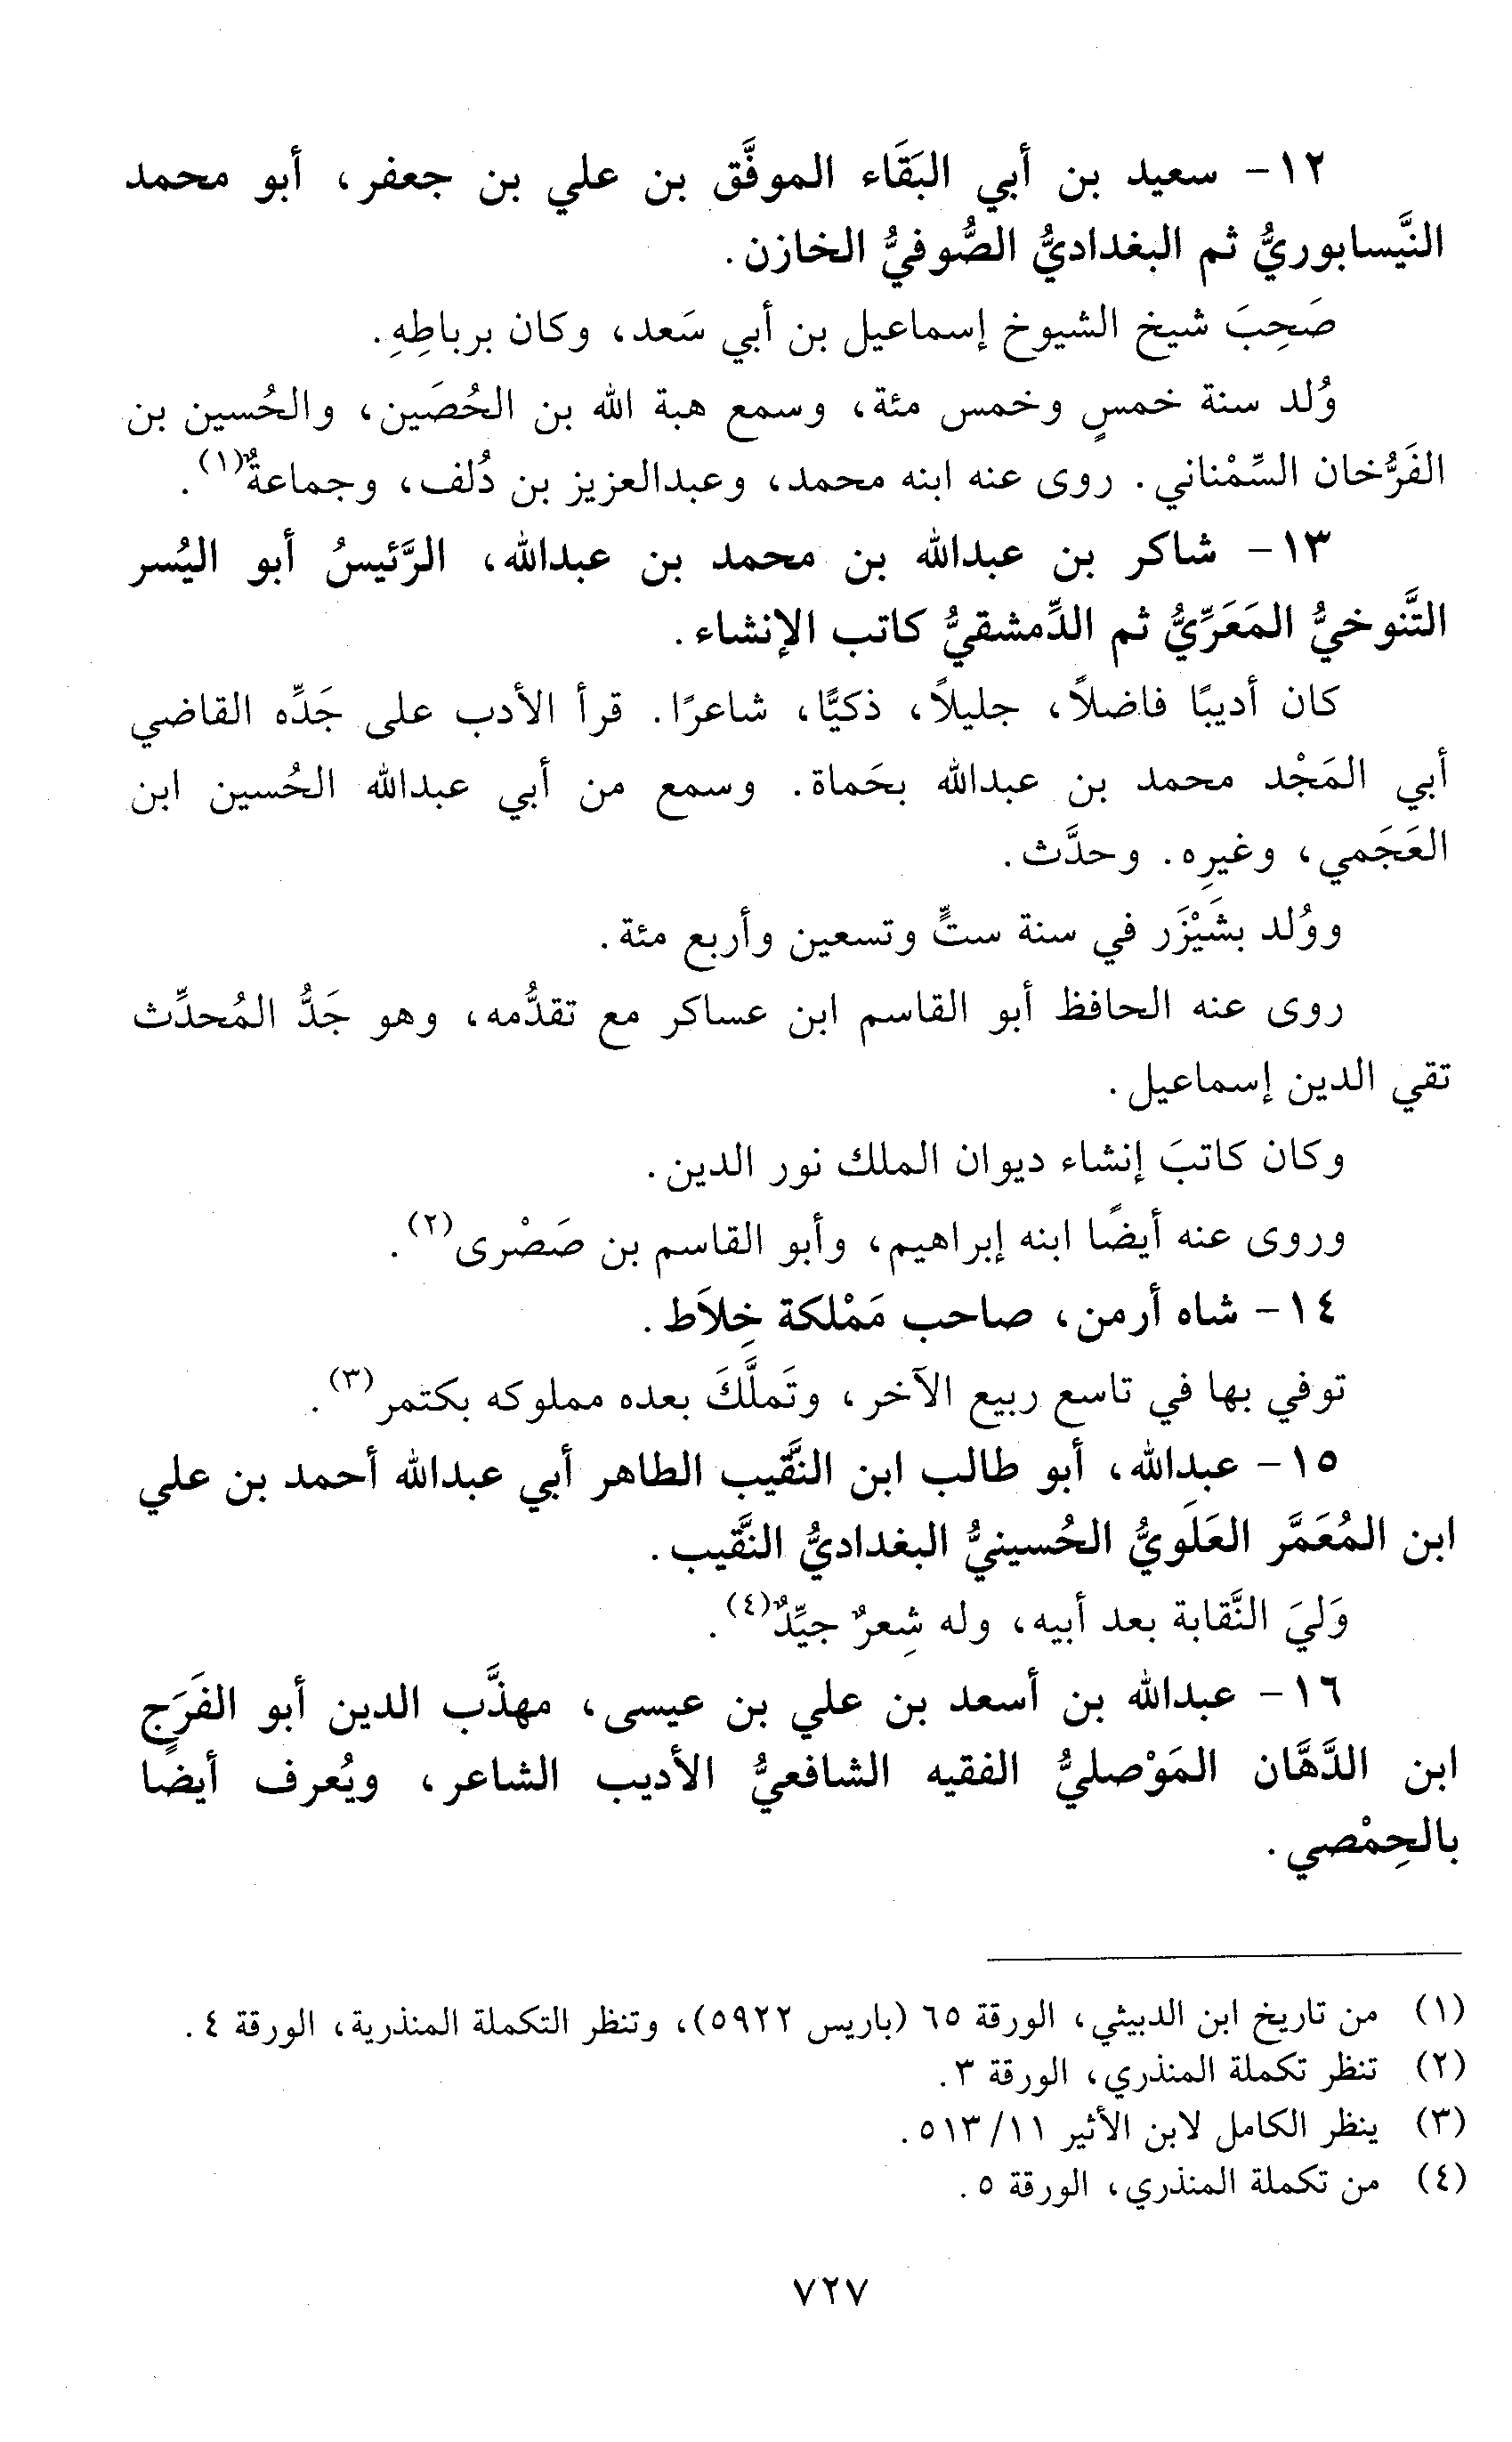 ١٢- سعيد بن أبي البَقَاء الموفَّق بن علي بن جعفر، أبو محمد
النَّيسابوريُّ ثم البغداديُّ الصُّوفيُّ الخازن.
صَحِبَ شيخ الشيوخ إسماعيل بن أبي سَعد، وكان برباطِهِ.
وُلد سنة خمسٍ وخمس مئة، وسمع هبة الله بن الحُصَين، والحُسين بن
الفَرُّخان السِّمْناني. روى عنه ابنه محمد، وعبدالعزيز بن دُلف، وجماعةٌ(١).
١٣- شاكر بن عبدالله بن محمد بن عبدالله، الرَّئيسُ أبو اليُسر
التَّنوخيُّ المَعَرِّيُّ ثم الدِّمشقيُّ كاتب الإنشاء.
كان أديبًا فاضلاً، جليلاً، ذكيًّا، شاعرًا. قرأ الأدب على جَدِّه القاضي
أبي المَجْد محمد بن عبدالله بحَماة. وسمع من أبي عبدالله الحُسين ابن
العَجَمي، وغيرِه. وحدَّث.
ووُلد بشَيْزَر في سنة ستٍّ وتسعين وأربع مئة.
روى عنه الحافظ أبو القاسم ابن عساكر مع تقدُّمه، وهو جَدُّ المُحدِّث
تقي الدين إسماعيل.
وكان كاتبَ إنشاء ديوان الملك نور الدين.
وروى عنه أيضًا ابنه إبراهيم، وأبو القاسم بن صَصْرى(٢).
١٤- شاه أرمن، صاحب مَمْلكة خِلاَط.
توفي بها في تاسع ربيع الآخر، وتَملَّكَ بعده مملوكه بكتمر(٣).
١٥- عبدالله، أبو طالب ابن النَّقيب الطاهر أبي عبدالله أحمد بن علي
ابن المُعَمَّر العَلَويُّ الحُسينيُّ البغداديُّ النَّقيب.
وَليَ النَّقابة بعد أبيه، وله شِعرٌ جيِّدٌ(٤).
١٦- عبدالله بن أسعد بن علي بن عيسى، مهذَّب الدين أبو الفَرَجِ
ابن الدَّهَّان المَوْصليُّ الفقيه الشافعيُّ الأديب الشاعر، ويُعرف أيضًا
بالحِمْصي.
(١) من تاريخ ابن الدبيثي، الورقة ٦٥ (باريس ٥٩٢٢)، وتنظر التكملة المنذرية، الورقة ٤.
(٢) تنظر تكملة المنذري، الورقة ٣.
(٣) ينظر الكامل لابن الأثير ١١/ ٥١٣.
(٤) من تكملة المنذري، الورقة ٥.
٧٢٧